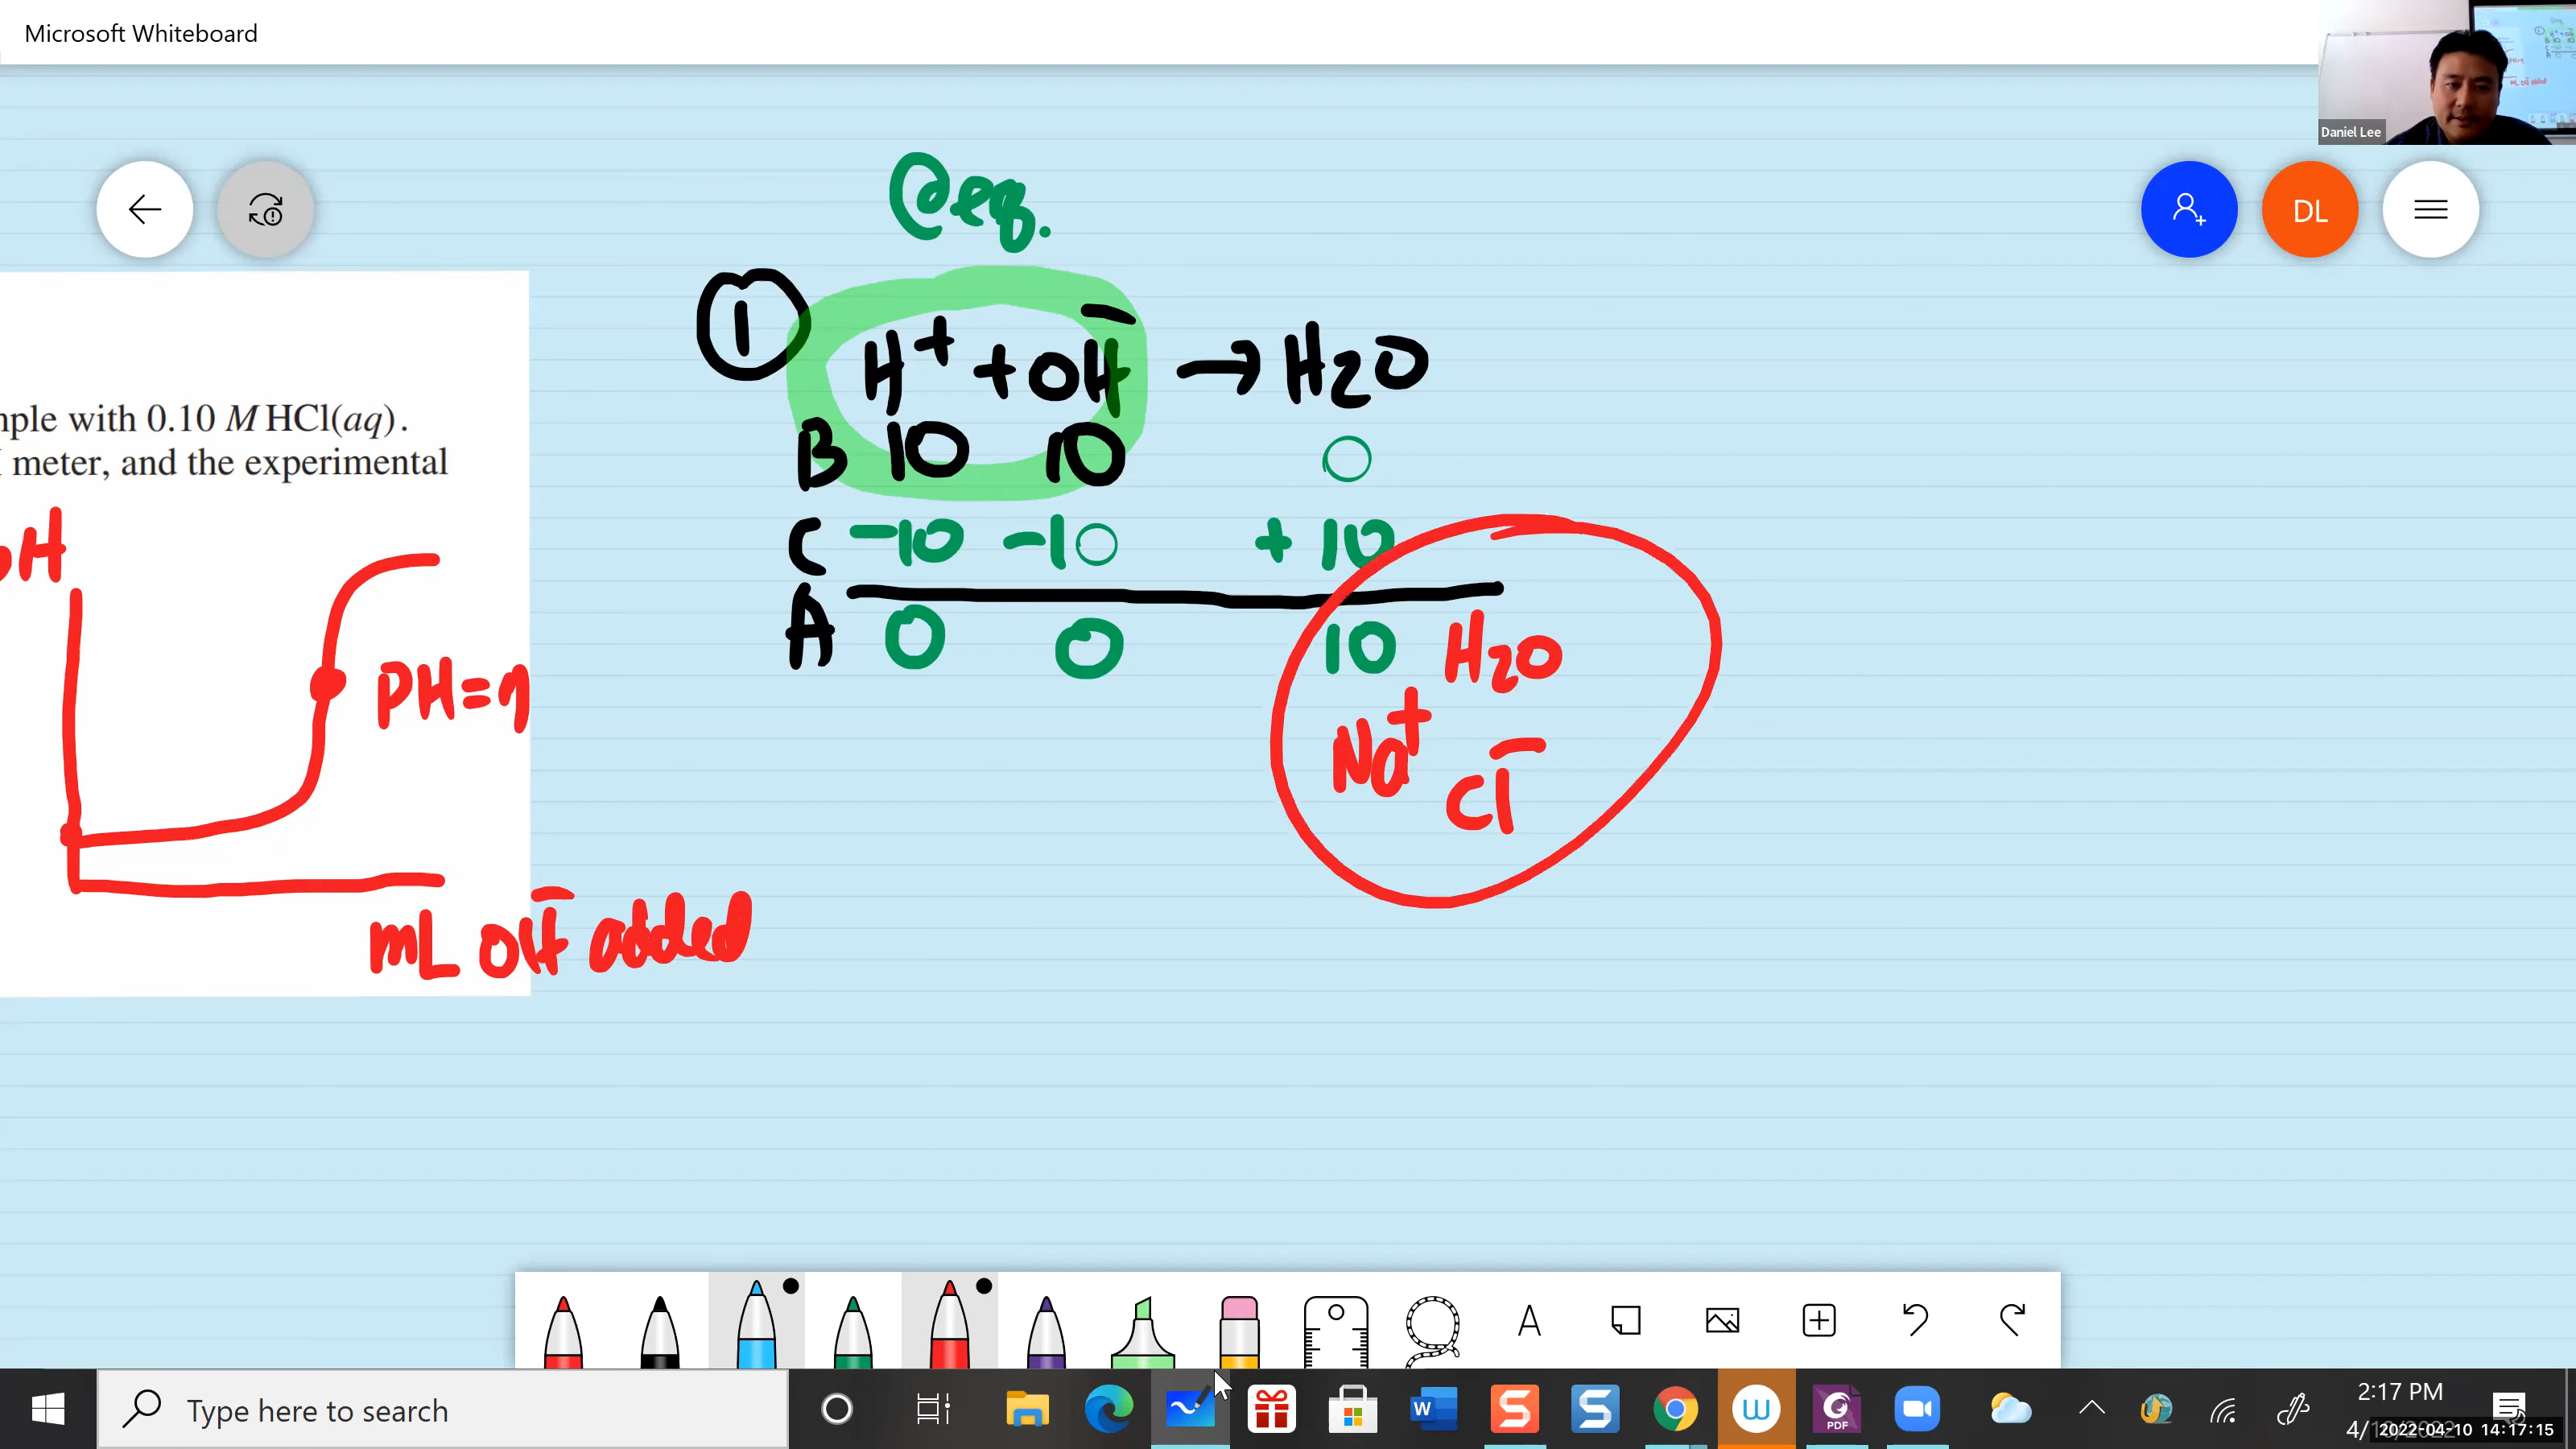 Microsoft Whiteboard
Daniel Lee
DL
@eq.
1
H⁺ + OH⁻ → H2O
B 10 10 0
C -10 -10 + 10
A 0 0 10 H2O
Na⁺ Cl⁻
mple with 0.10 M HCl(aq).
meter, and the experimental
pH
PH=7
mL OH⁻ added
A
Type here to search
W
S
S
W
PDF
2:17 PM
2022-04-10 14:17:15